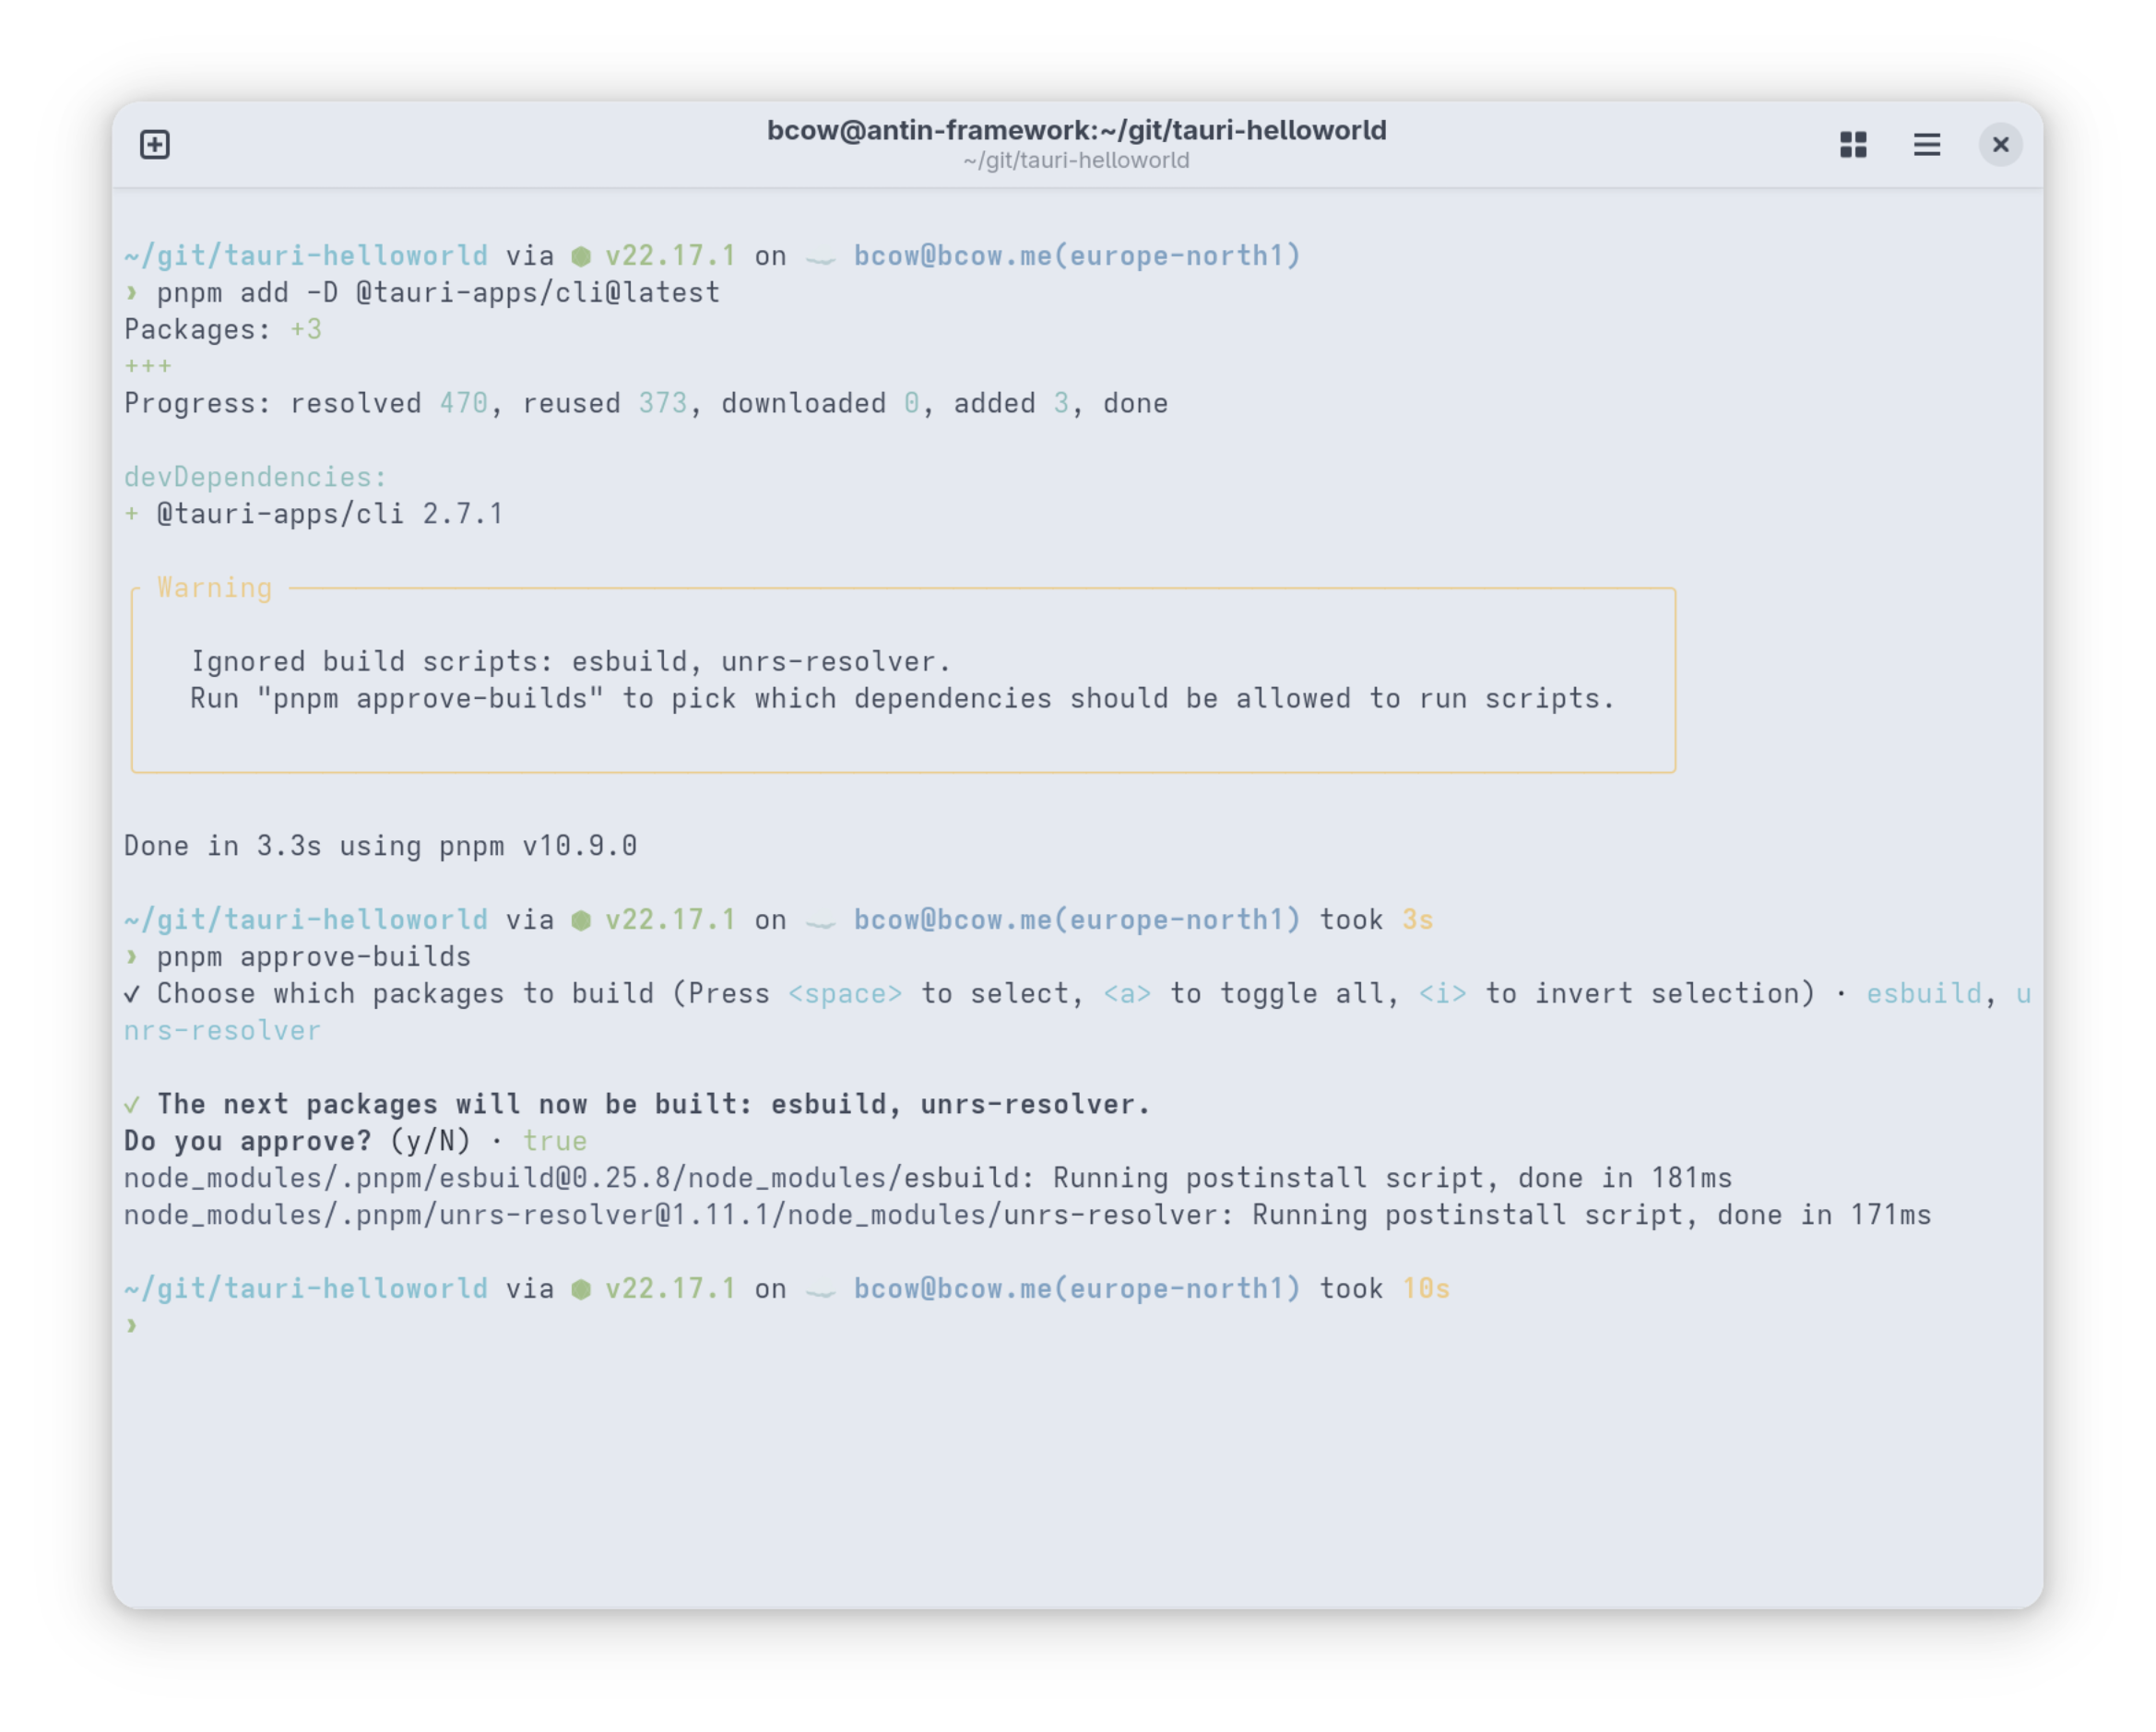 bcow@antin-framework:~/git/tauri-helloworld
~/git/tauri-helloworld
~/git/tauri-helloworld via ⬢ v22.17.1 on bcow@bcow.me(europe-north1)
› pnpm add -D @tauri-apps/cli@latest
Packages: +3
+++
Progress: resolved 470, reused 373, downloaded 0, added 3, done
devDependencies:
+ @tauri-apps/cli 2.7.1
Warning
Ignored build scripts: esbuild, unrs-resolver.
Run "pnpm approve-builds" to pick which dependencies should be allowed to run scripts.
Done in 3.3s using pnpm v10.9.0
~/git/tauri-helloworld via ⬢ v22.17.1 on bcow@bcow.me(europe-north1) took 3s
› pnpm approve-builds
✓ Choose which packages to build (Press <space> to select, <a> to toggle all, <i> to invert selection) · esbuild, u
nrs-resolver
✓ The next packages will now be built: esbuild, unrs-resolver.
Do you approve? (y/N) · true
node_modules/.pnpm/esbuild@0.25.8/node_modules/esbuild: Running postinstall script, done in 181ms
node_modules/.pnpm/unrs-resolver@1.11.1/node_modules/unrs-resolver: Running postinstall script, done in 171ms
~/git/tauri-helloworld via ⬢ v22.17.1 on bcow@bcow.me(europe-north1) took 10s
›